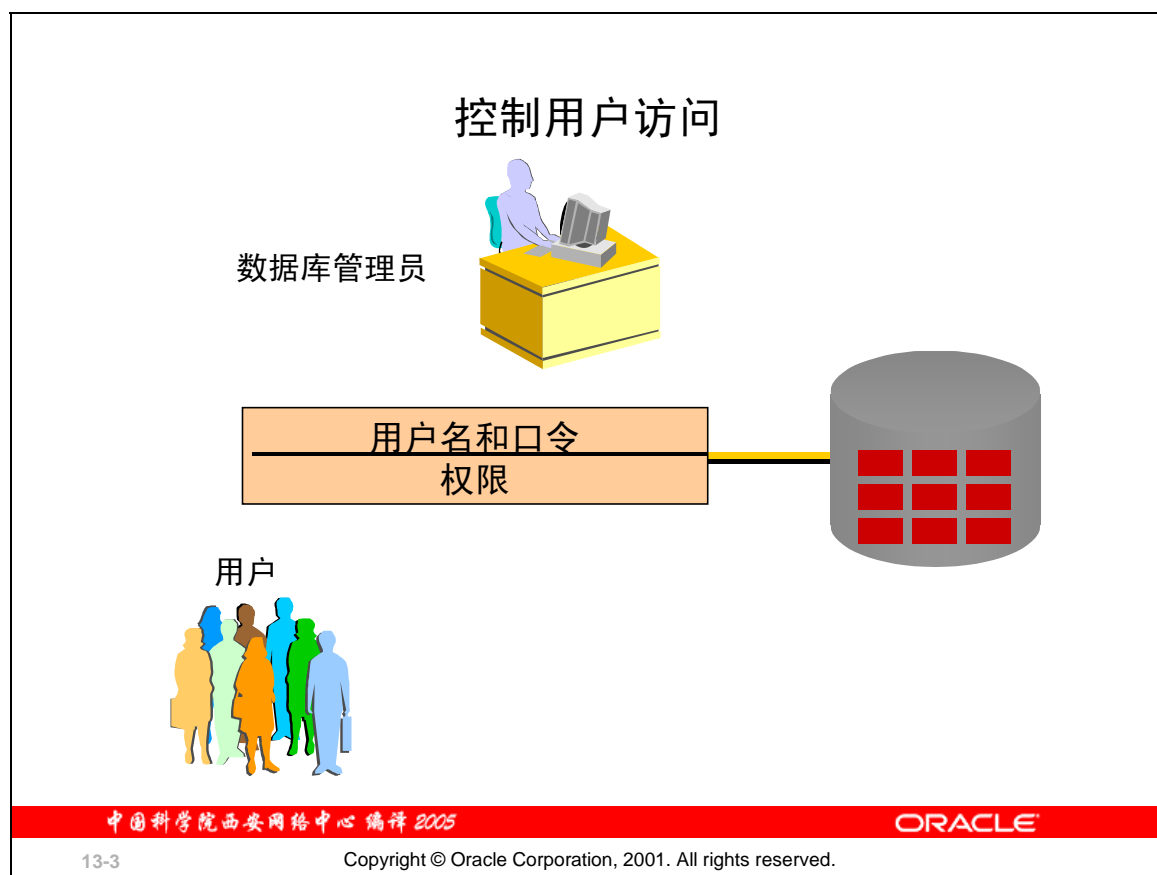 控制用户访问
数据库管理员
用户名和口令
权限
用户
中国科学院西安网络中心 编译 2005
ORACLE
13-3
Copyright © Oracle Corporation, 2001. All rights reserved.